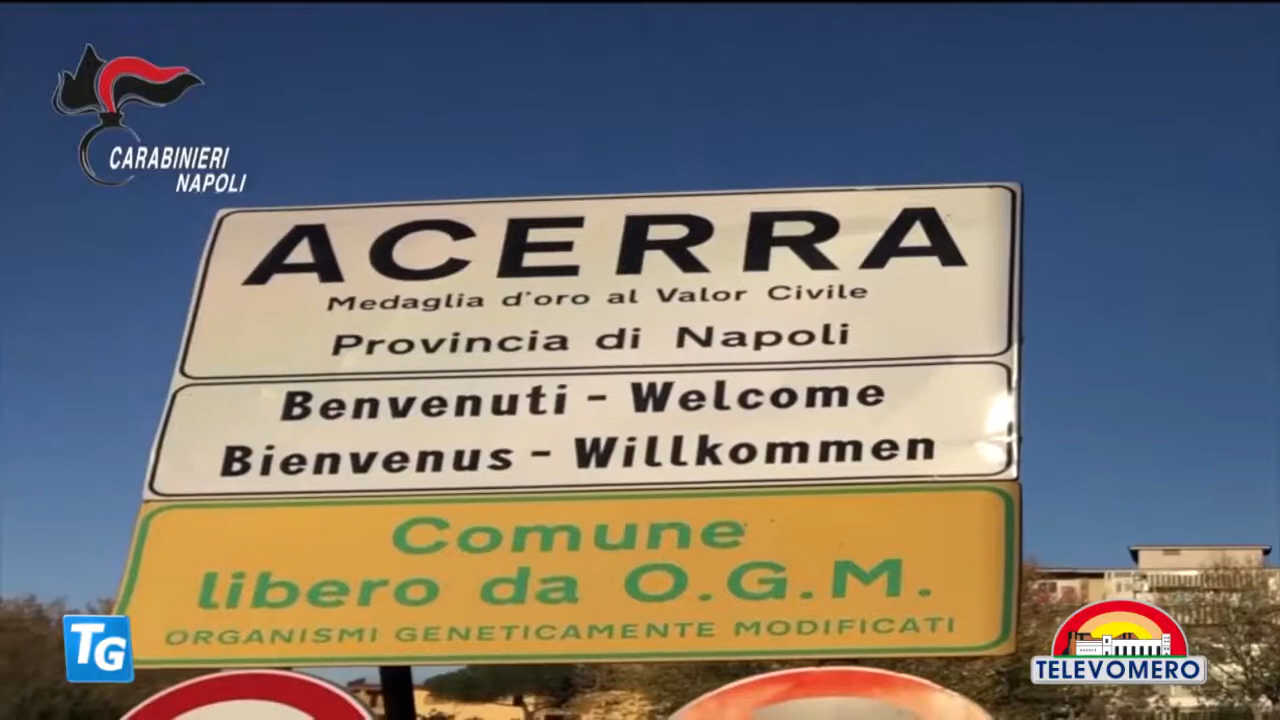 CARABINIERI
NAPOLI
ACERRA
Medaglia d'oro al Valor Civile
Provincia di Napoli
Benvenuti - Welcome
Bienvenus - Willkommen
Comune
libero da O.G.M.
ORGANISMI GENETICAMENTE MODIFICATI
TG
TELEVOMERO